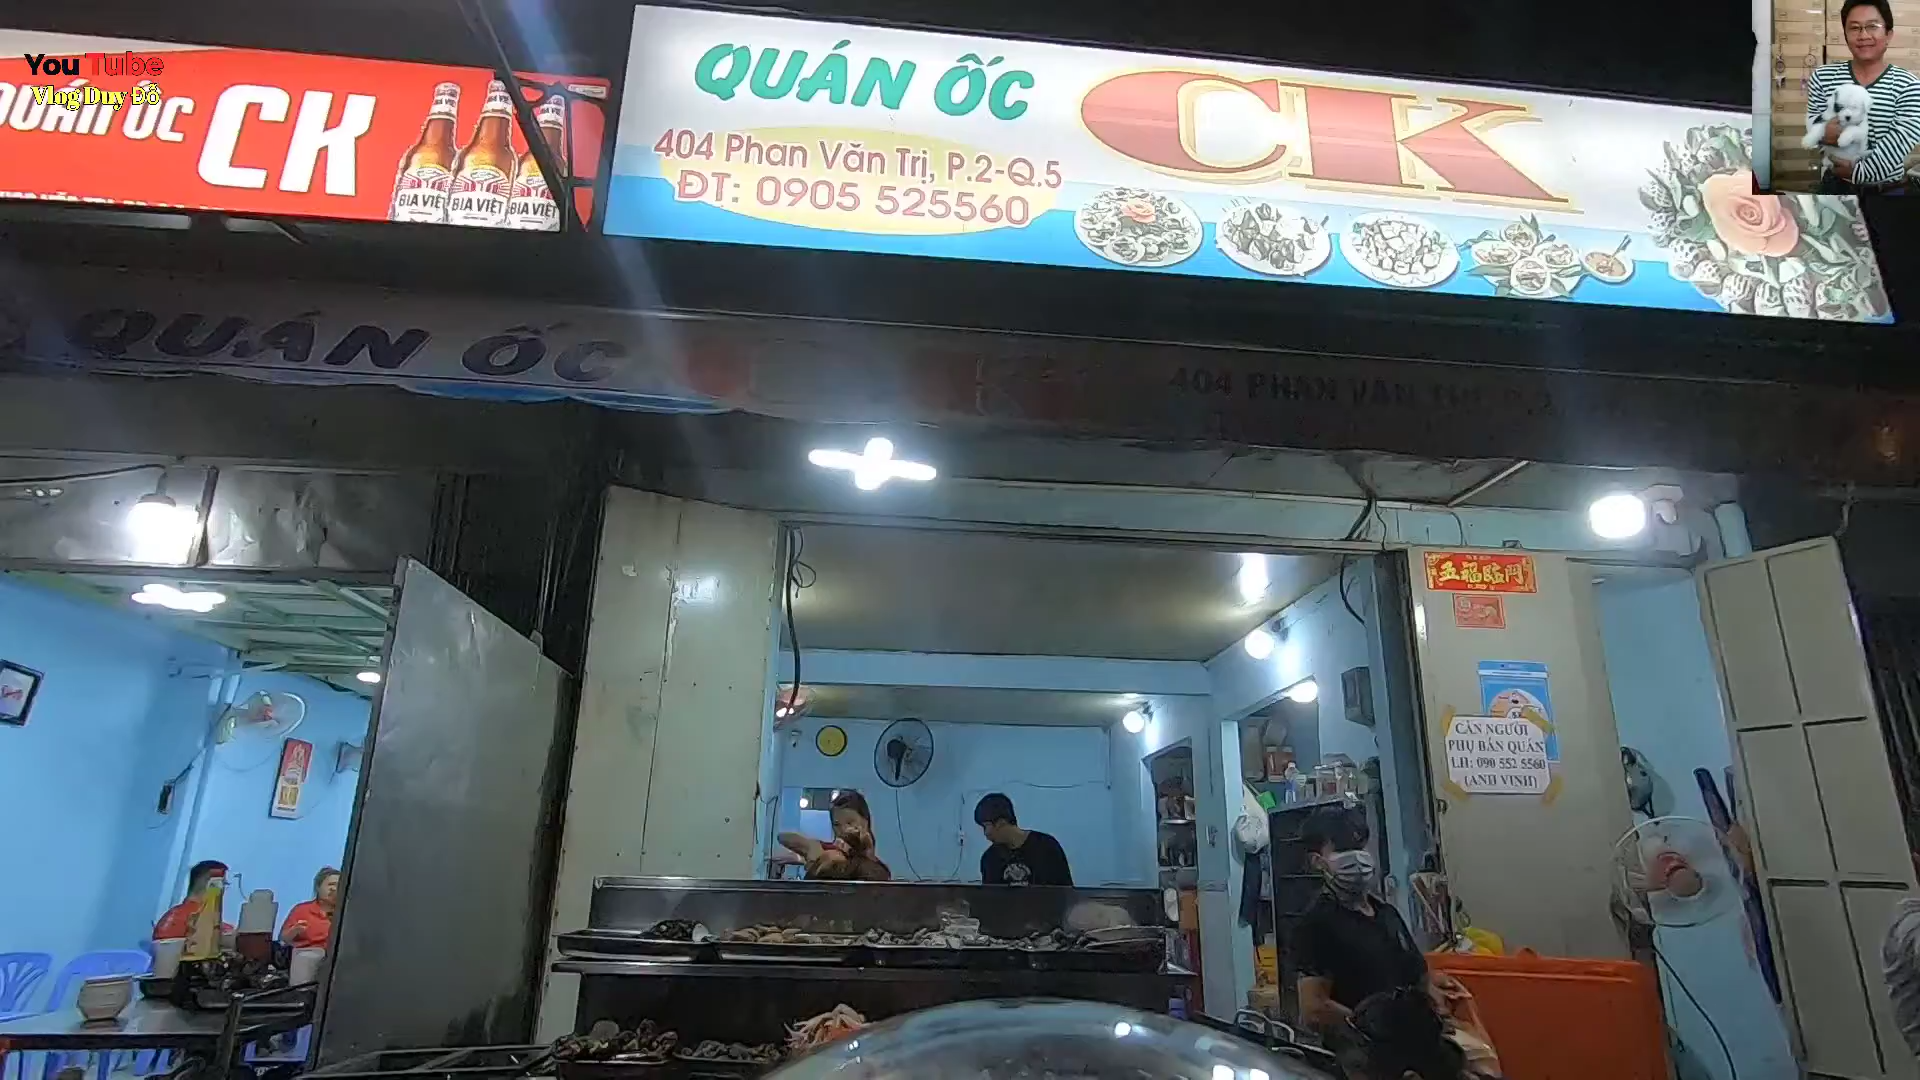 YouTube
Vlog Duy Đỗ
QUÁN ỐC CK
BIA VIỆT BIA VIỆT BIA VIỆT
QUÁN ỐC CK
404 Phan Văn Trị, P.2-Q.5
ĐT: 0905 525560
QUÁN ỐC
404 PHAN VĂN
五福臨門
CẦN NGƯỜI
PHỤ BÁN QUÁN
LH: 090 552 5560
(ANH VINH)